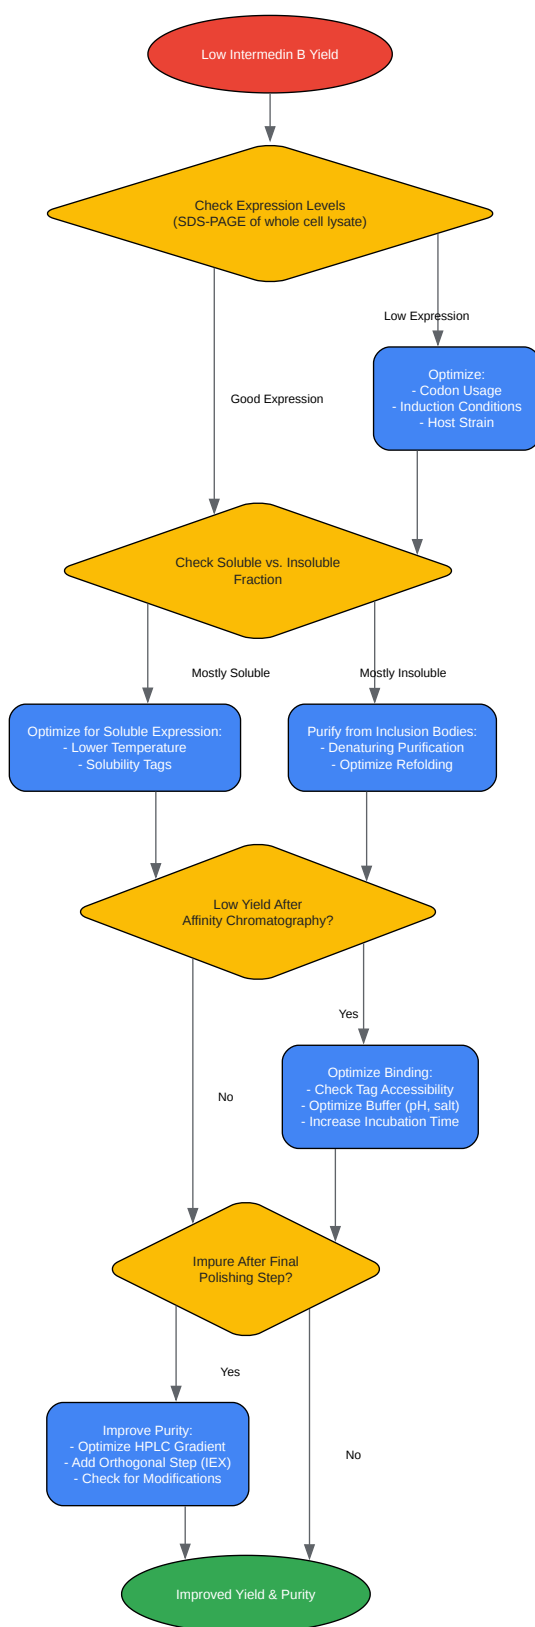 Low Intermedin B Yield
Check Expression Levels
(SDS-PAGE of whole cell lysate)
Low Expression
Optimize:
- Codon Usage
- Induction Conditions
- Host Strain
Good Expression
Check Soluble vs. Insoluble
Fraction
Mostly Soluble
Mostly Insoluble
Optimize for Soluble Expression:
- Lower Temperature
- Solubility Tags
Purify from Inclusion Bodies:
- Denaturing Purification
- Optimize Refolding
Low Yield After
Affinity Chromatography?
Yes
Optimize Binding:
- Check Tag Accessibility
- Optimize Buffer (pH, salt)
- Increase Incubation Time
No
Impure After Final
Polishing Step?
Yes
Improve Purity:
- Optimize HPLC Gradient
- Add Orthogonal Step (IEX)
- Check for Modifications
No
Improved Yield & Purity